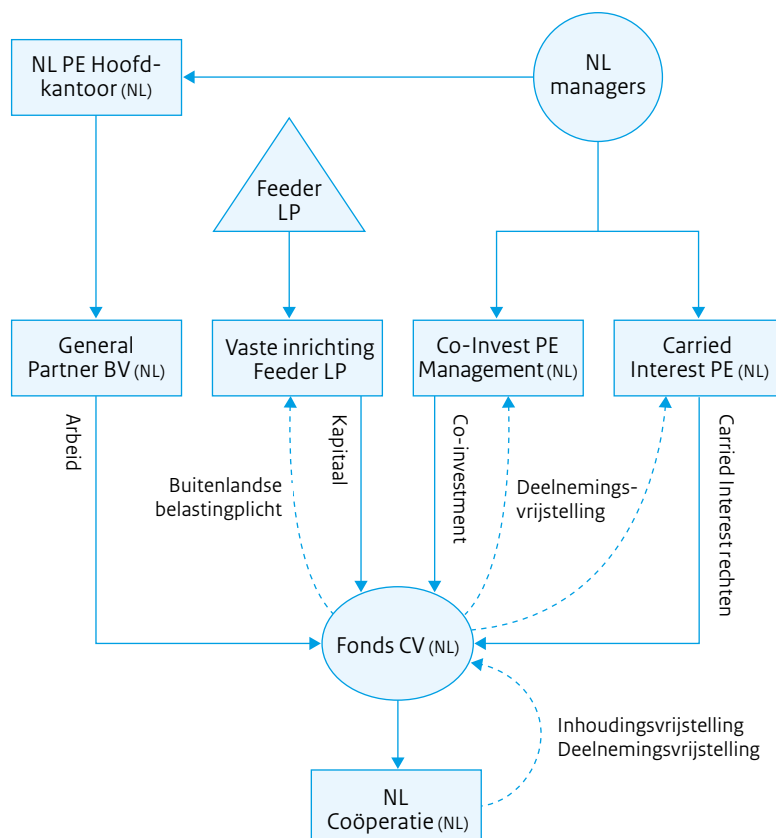 NL PE Hoofd-
kantoor (NL)
NL
managers
Feeder
LP
General
Partner BV (NL)
Vaste inrichting
Feeder LP
Co-Invest PE
Management (NL)
Carried
Interest PE (NL)
Arbeid
Buitenlandse
belastingplicht
Kapitaal
Co-investment
Deelnemings-
vrijstelling
Carried Interest rechten
Fonds CV (NL)
Inhoudingsvrijstelling
Deelnemingsvrijstelling
NL
Coöperatie (NL)